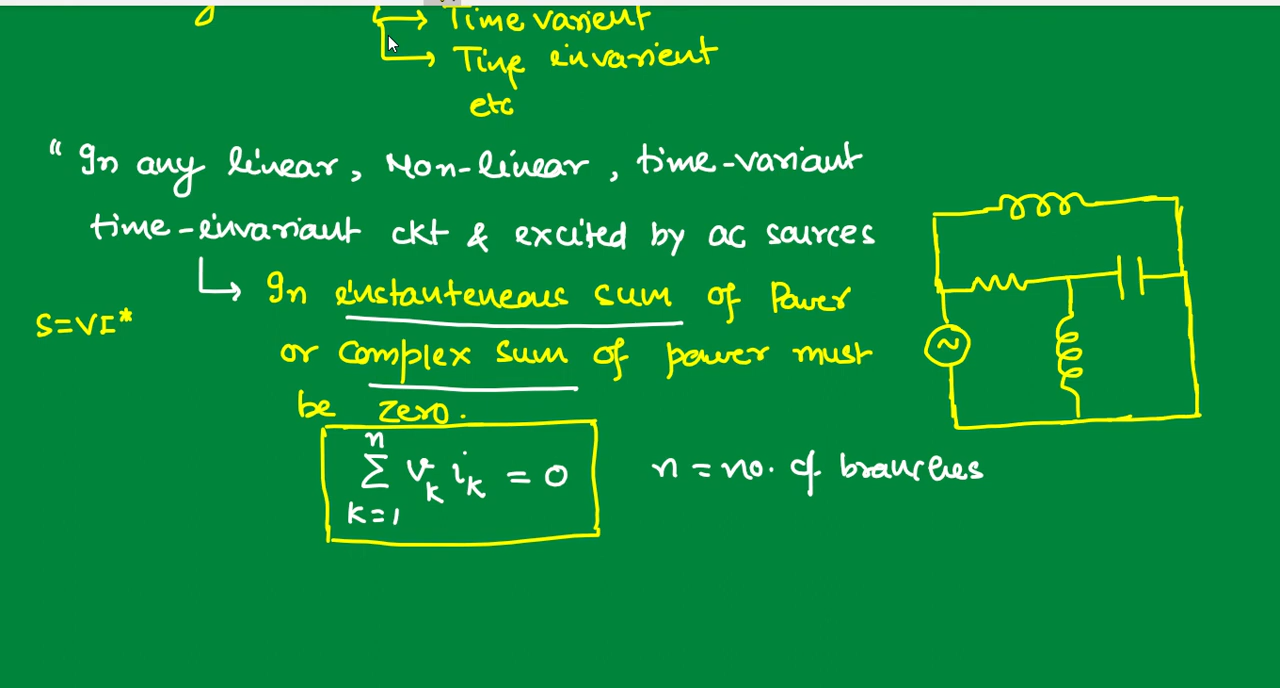 Time varient
Time invarient
etc
" In any linear, Non-linear, time-variant
time-invariant ckt & excited by ac sources
In instanteneous sum of Power
S=VI*
or complex sum of power must
be zero.
n
Σ v_k i_k = 0 n = no. of branches
k=1
~